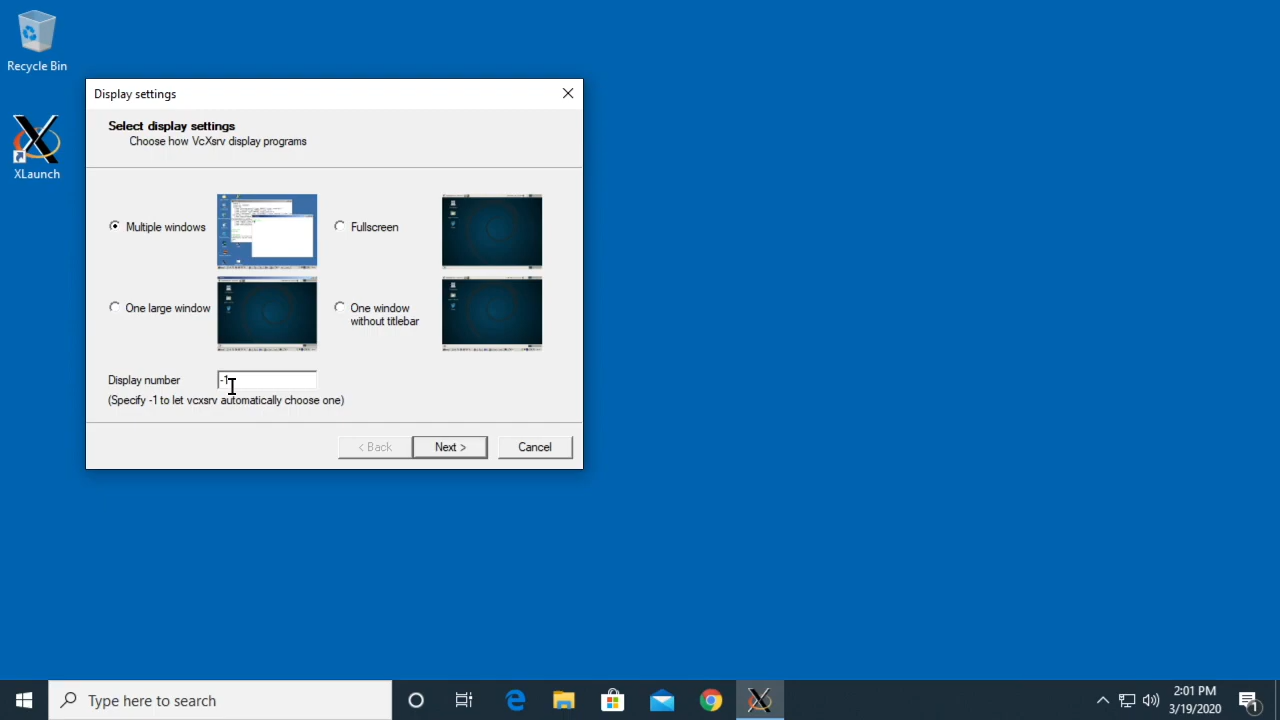 Recycle Bin
XLaunch
Display settings
Select display settings
Choose how VcXsrv display programs
Multiple windows
Fullscreen
One large window
One window
without titlebar
Display number
-1
(Specify -1 to let vcxsrv automatically choose one)
< Back
Next >
Cancel
Type here to search
2:01 PM
3/19/2020
1